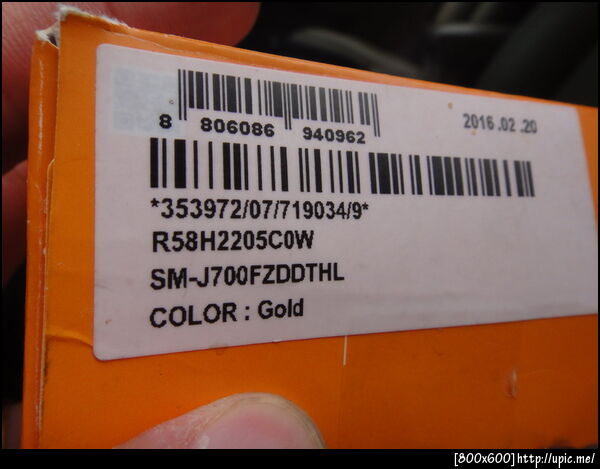 8 806086 940962
2016 .02 .20
*353972/07/719034/9*
R58H2205C0W
SM-J700FZDDTHL
COLOR : Gold
[800x600]http://upic.me/